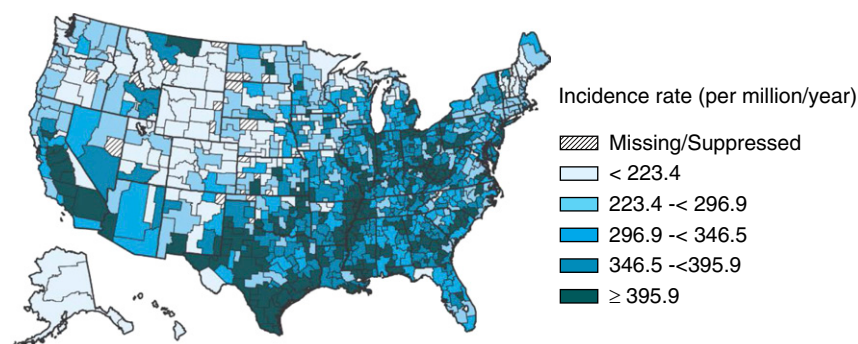 Incidence rate (per million/year)
Missing/Suppressed
< 223.4
223.4 -< 296.9
296.9 -< 346.5
346.5 -<395.9
≥ 395.9